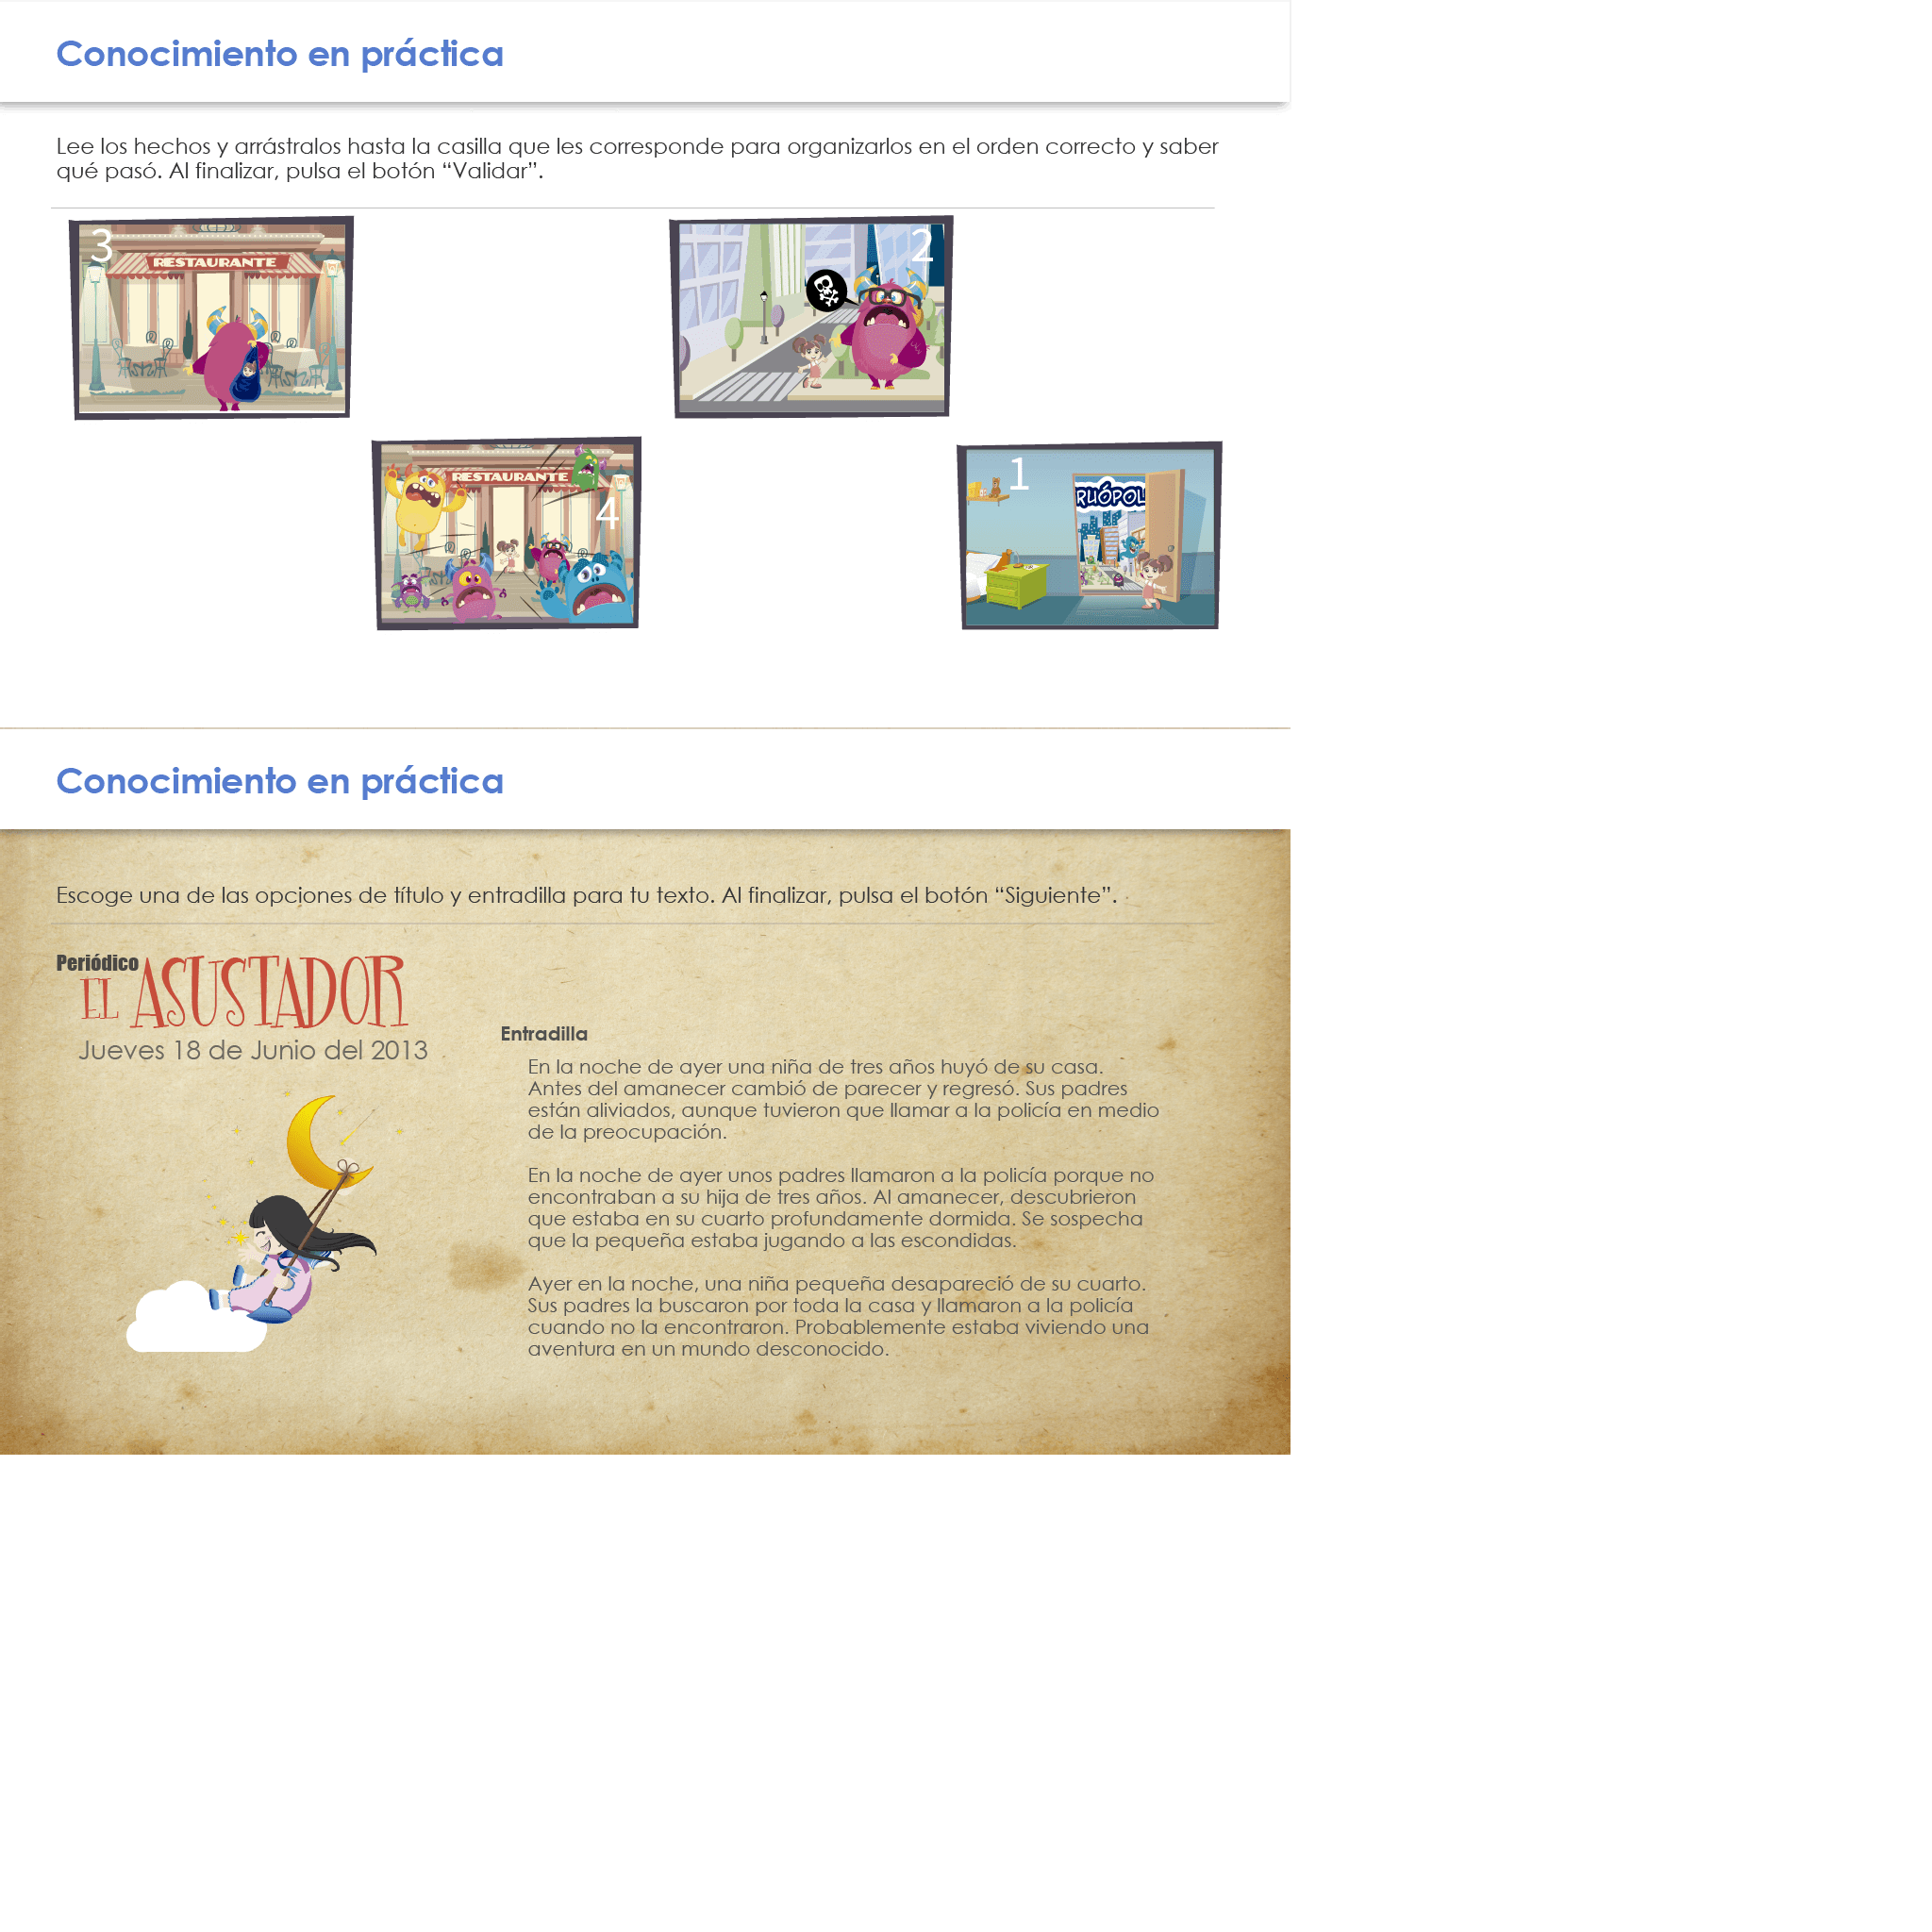 Conocimiento en práctica
Lee los hechos y arrástralos hasta la casilla que les corresponde para organizarlos en el orden correcto y saber
qué pasó. Al finalizar, pulsa el botón “Validar”.
3
RESTAURANTE
2
RESTAURANTE
4
1
RUÓPOL
Conocimiento en práctica
Escoge una de las opciones de título y entradilla para tu texto. Al finalizar, pulsa el botón “Siguiente”.
Periódico
EL ASUSTADOR
Jueves 18 de Junio del 2013
Entradilla
En la noche de ayer una niña de tres años huyó de su casa.
Antes del amanecer cambió de parecer y regresó. Sus padres
están aliviados, aunque tuvieron que llamar a la policía en medio
de la preocupación.
En la noche de ayer unos padres llamaron a la policía porque no
encontraban a su hija de tres años. Al amanecer, descubrieron
que estaba en su cuarto profundamente dormida. Se sospecha
que la pequeña estaba jugando a las escondidas.
Ayer en la noche, una niña pequeña desapareció de su cuarto.
Sus padres la buscaron por toda la casa y llamaron a la policía
cuando no la encontraron. Probablemente estaba viviendo una
aventura en un mundo desconocido.